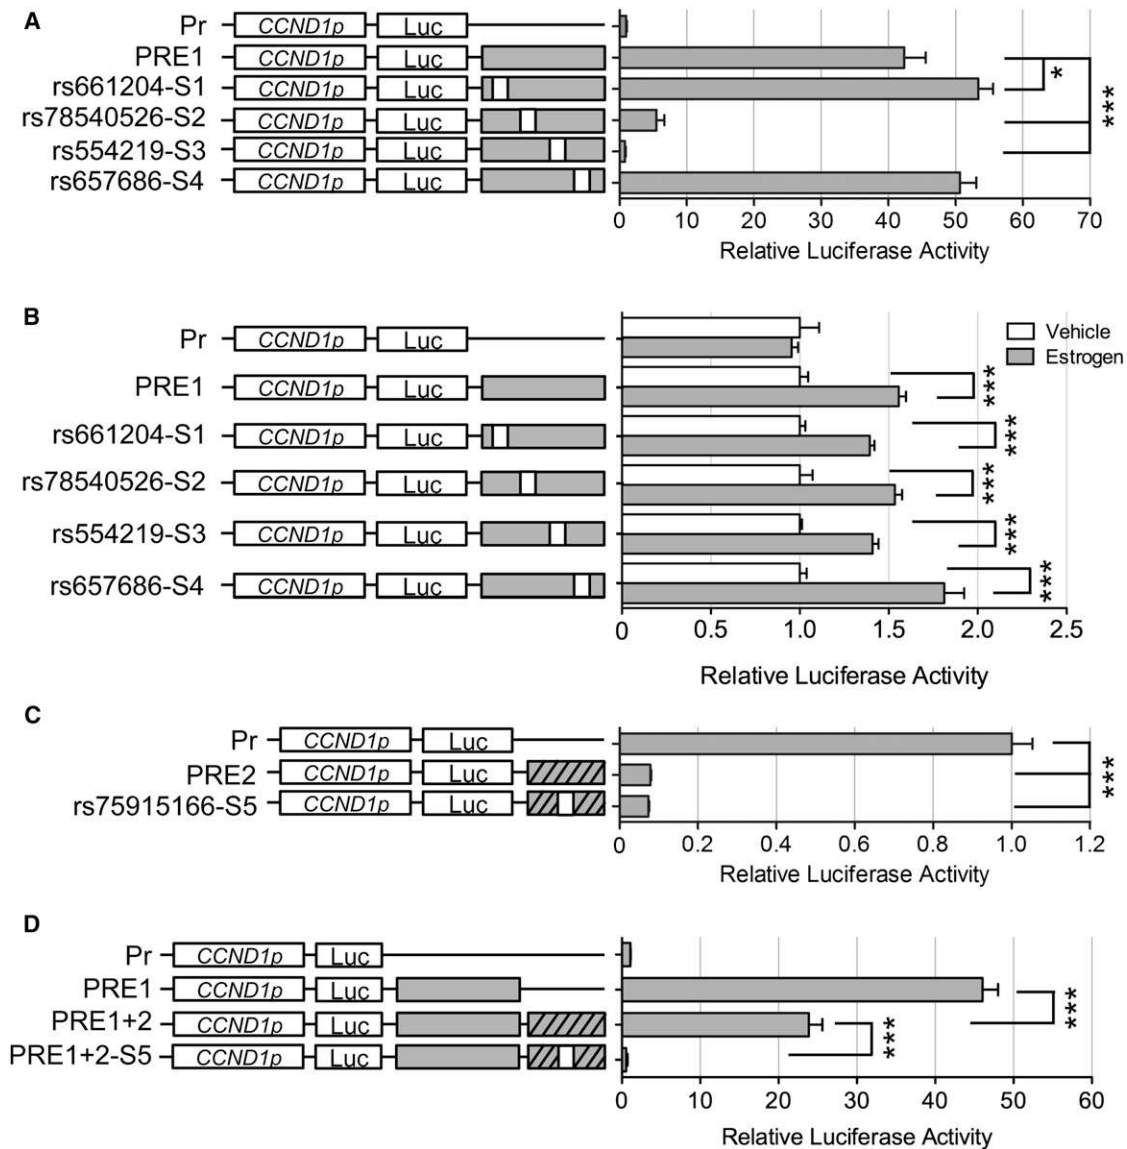 A
Pr CCND1p Luc
PRE1 CCND1p Luc
rs661204-S1 CCND1p Luc *
rs78540526-S2 CCND1p Luc ***
rs554219-S3 CCND1p Luc
rs657686-S4 CCND1p Luc
0 10 20 30 40 50 60 70
Relative Luciferase Activity
B
Pr CCND1p Luc
Vehicle
Estrogen
PRE1 CCND1p Luc ***
rs661204-S1 CCND1p Luc ***
rs78540526-S2 CCND1p Luc ***
rs554219-S3 CCND1p Luc ***
rs657686-S4 CCND1p Luc ***
0 0.5 1.0 1.5 2.0 2.5
Relative Luciferase Activity
C
Pr CCND1p Luc
PRE2 CCND1p Luc ***
rs75915166-S5 CCND1p Luc
0 0.2 0.4 0.6 0.8 1.0 1.2
Relative Luciferase Activity
D
Pr CCND1p Luc
PRE1 CCND1p Luc ***
PRE1+2 CCND1p Luc ***
PRE1+2-S5 CCND1p Luc
0 10 20 30 40 50 60
Relative Luciferase Activity